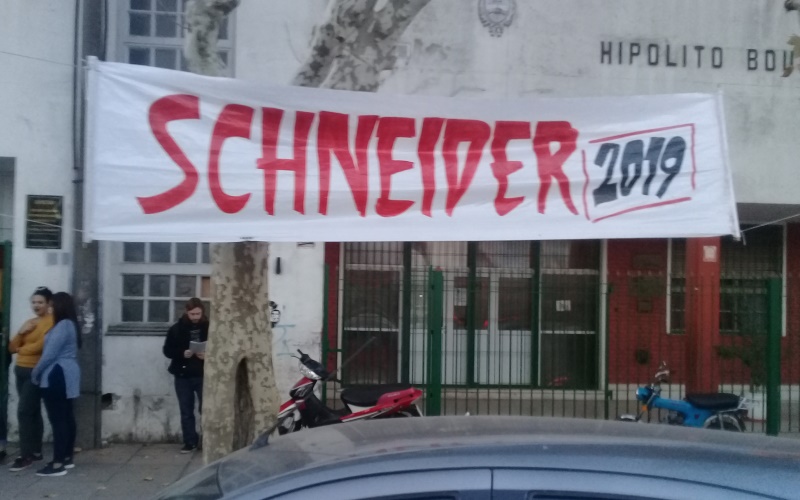 HIPOLITO BOU
SCHNEIDER 2019